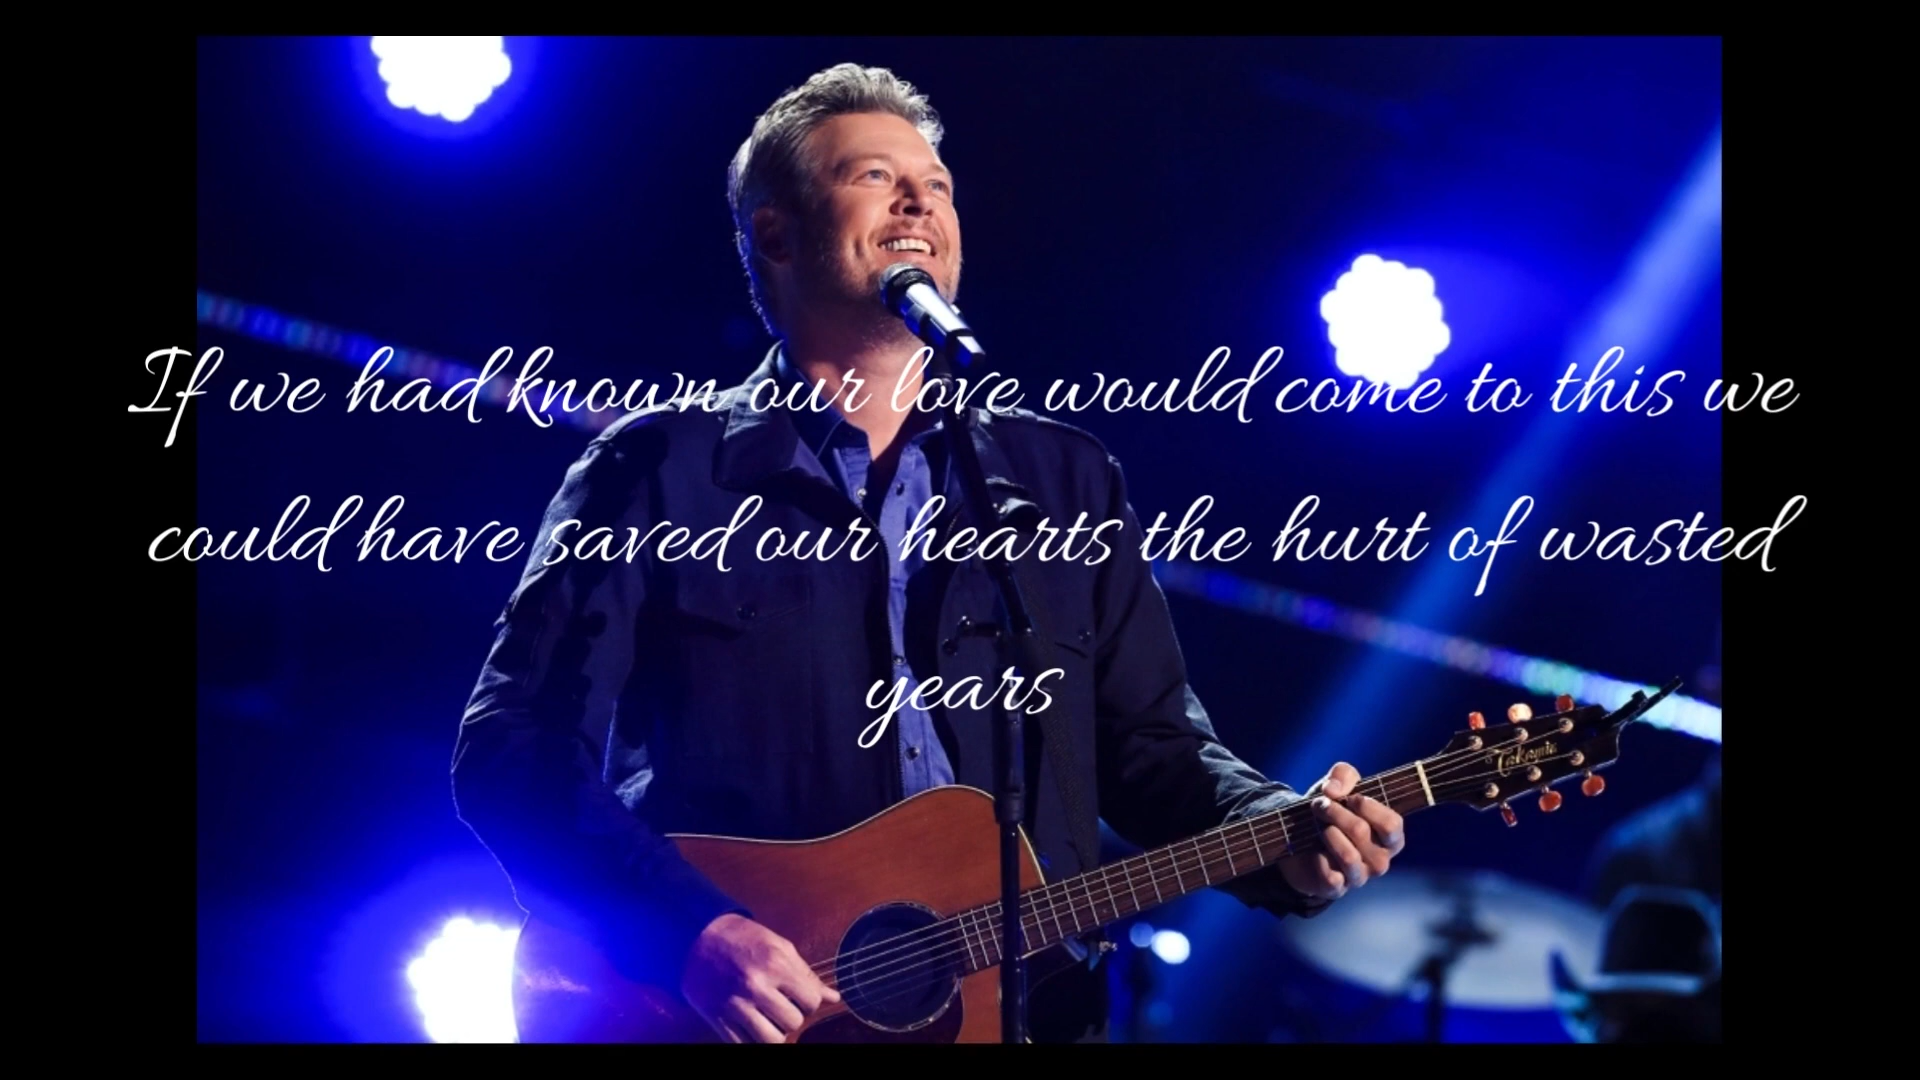 If we had known our love would come to this we
could have saved our hearts the hurt of wasted
years
Takamine